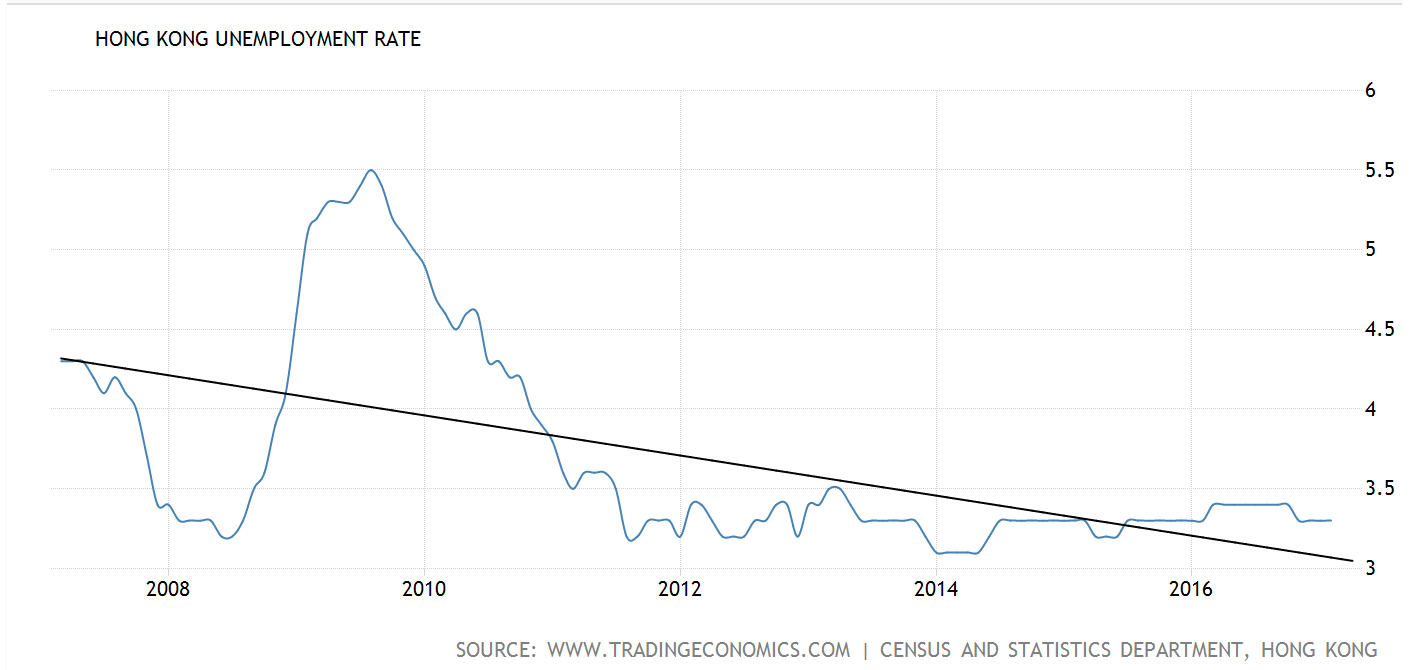 HONG KONG UNEMPLOYMENT RATE
6
5.5
5
4.5
4
3.5
3
2008 2010 2012 2014 2016
SOURCE: WWW.TRADINGECONOMICS.COM | CENSUS AND STATISTICS DEPARTMENT, HONG KONG